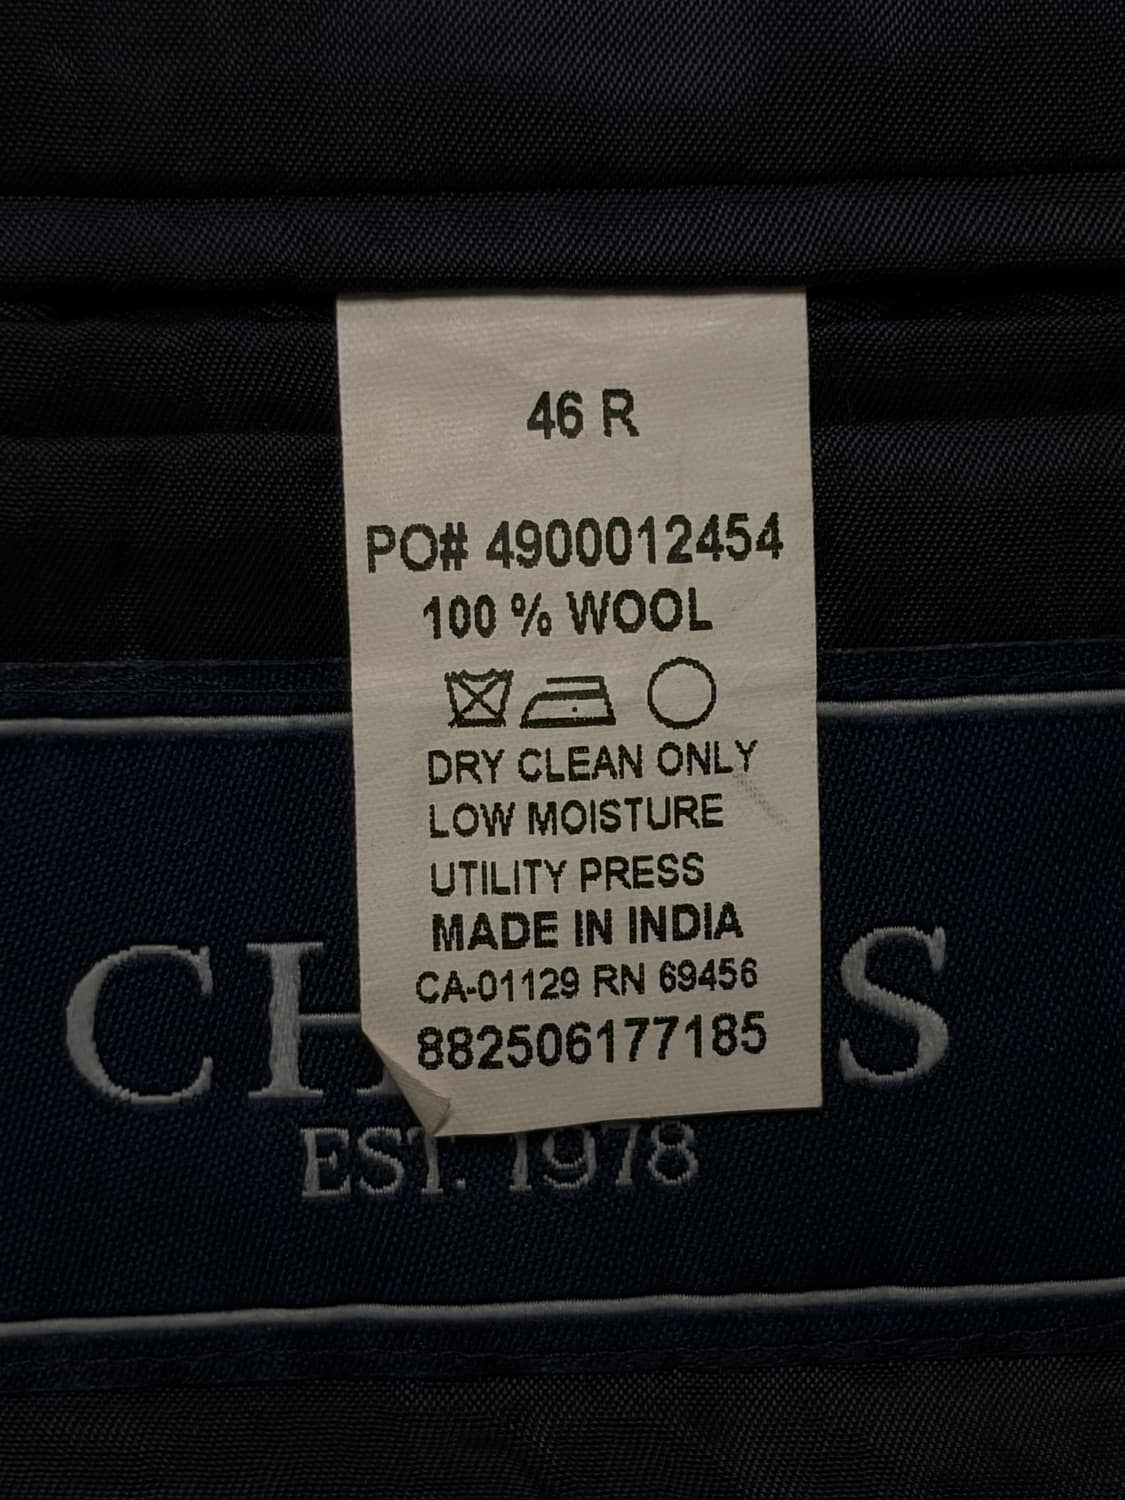 46 R
PO# 4900012454
100 % WOOL
DRY CLEAN ONLY
LOW MOISTURE
UTILITY PRESS
MADE IN INDIA
CA-01129 RN 69456
882506177185
EST. 1978